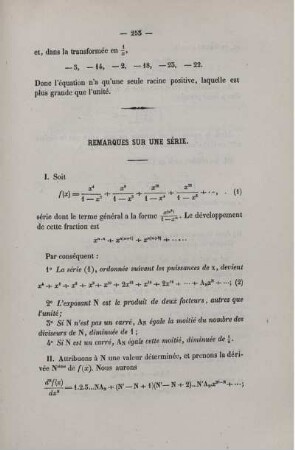 — 255 —
et, dans la transformée en 1/x,
— 3, — 14, — 2, — 18, — 25, — 22.
Donc l'équation n'a qu'une seule racine positive, laquelle est
plus grande que l'unité.
REMARQUES SUR UNE SÉRIE.
I. Soit
série dont le terme général a la forme Le développement
de cette fraction est
Par conséquent :
1° La série (1), ordonnée suivant les puissances de x, devient
2° L'exposant N est le produit de deux facteurs, autres que
l'unité;
3° Si N n'est pas un carré, Aɴ égale la moitié du nombre des
diviseurs de N, diminuée de 1;
4° Si N est un carré, Aɴ égale cette moitié, diminuée de ½.
II. Attribuons à N une valeur déterminée, et prenons la déri-
vée Nième de f(x). Nous aurons